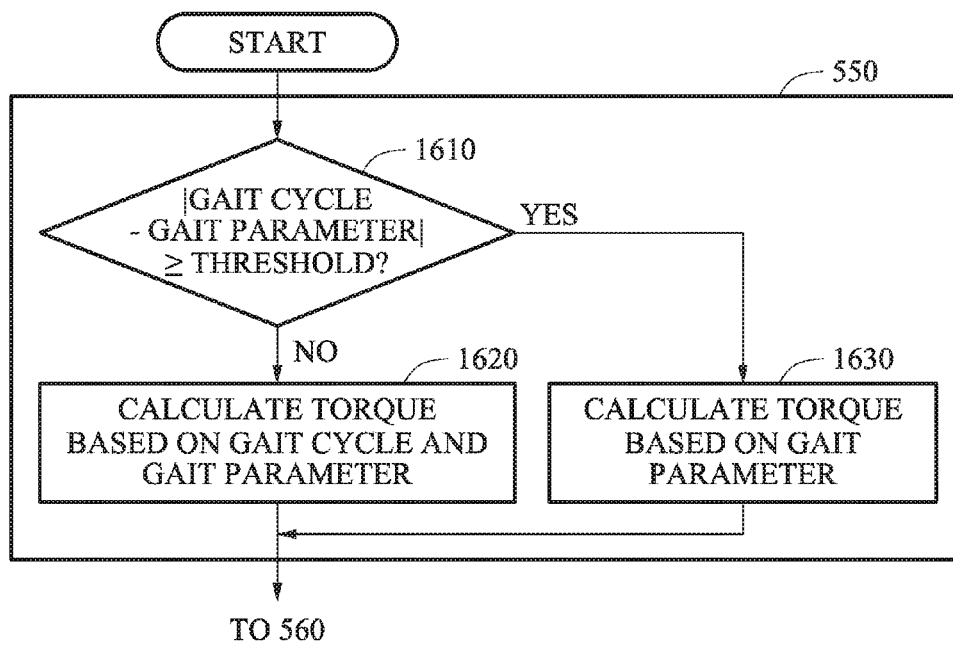 START
550
1610
|GAIT CYCLE
- GAIT PARAMETER|
≥ THRESHOLD?
YES
NO
1620
CALCULATE TORQUE
BASED ON GAIT CYCLE AND
GAIT PARAMETER
1630
CALCULATE TORQUE
BASED ON GAIT
PARAMETER
TO 560